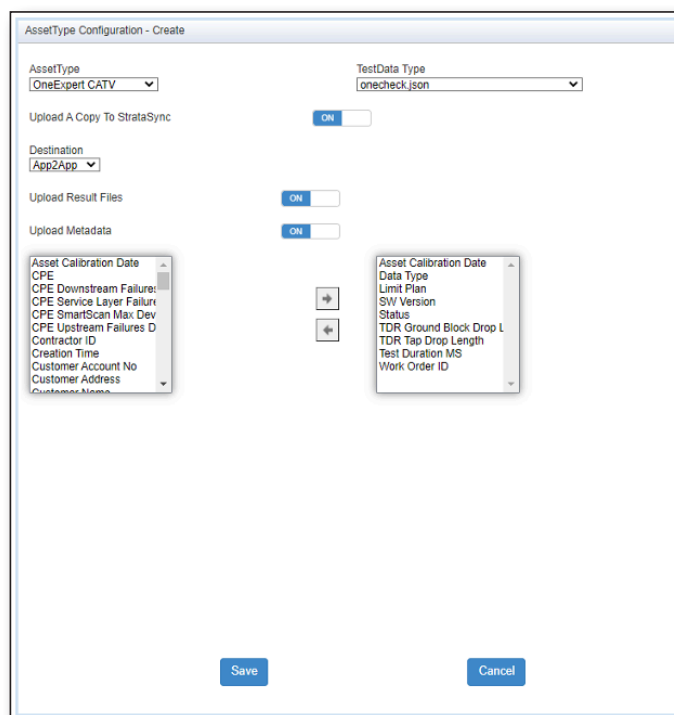 AssetType Configuration - Create
AssetType
TestData Type
OneExpert CATV
onecheck.json
Upload A Copy To StrataSync
ON
Destination
App2App
Upload Result Files
ON
Upload Metadata
ON
Asset Calibration Date
CPE
CPE Downstream Failures
CPE Service Layer Failure
CPE SmartScan Max Dev
CPE Upstream Failures D
Contractor ID
Creation Time
Customer Account No
Customer Address
Customer Name
Asset Calibration Date
Data Type
Limit Plan
SW Version
Status
TDR Ground Block Drop L
TDR Tap Drop Length
Test Duration MS
Work Order ID
Save
Cancel